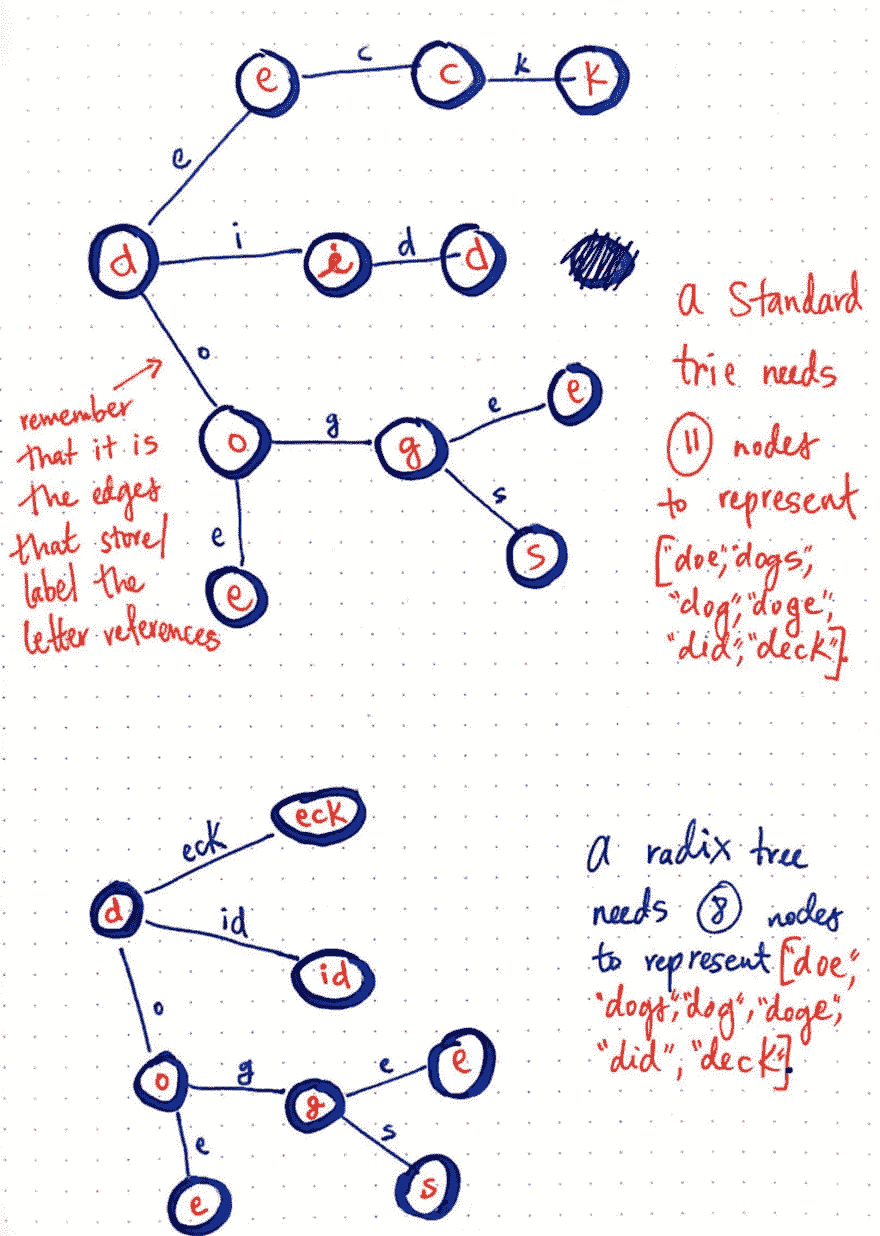 e c c k k
e
d i i d d
o
o g g e e
s
s
e
e
remember
that it is
the edges
that store/
label the
letter references
a Standard
trie needs
11 nodes
to represent
["doe", "dogs",
"dog", "doge",
"did", "deck"].
eck eck
d
id
id
o
o g g e e
s
s
e
e
a radix tree
needs 8 nodes
to represent ["doe",
"dogs", "dog", "doge",
"did", "deck"].